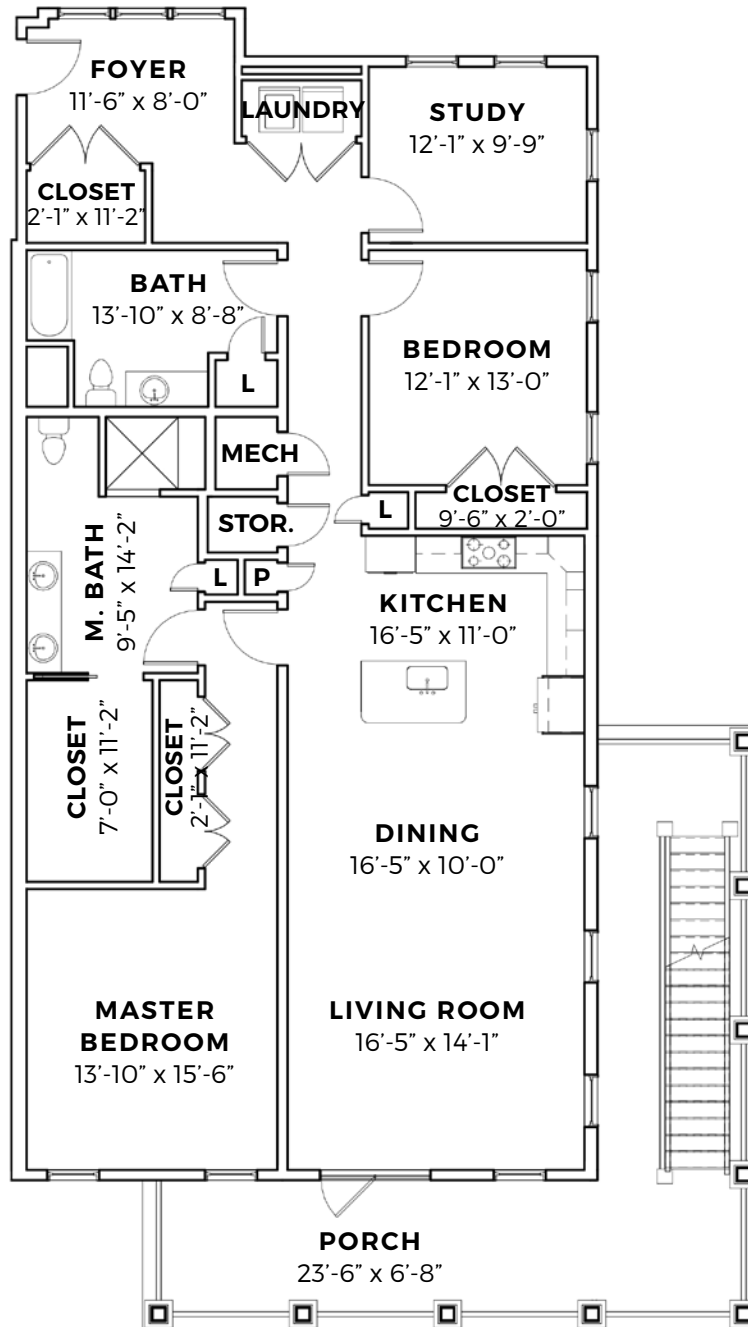 FOYER
11’-6” x 8’-0”
LAUNDRY
STUDY
12’-1” x 9’-9”
CLOSET
2’-1” x 11’-2”
BATH
13’-10” x 8’-8”
BEDROOM
12’-1” x 13’-0”
L
MECH
CLOSET
9’-6” x 2’-0”
L
STOR.
M. BATH
9’-5” x 14’-2”
L
P
KITCHEN
16’-5” x 11’-0”
CLOSET
7’-0” x 11’-2”
CLOSET
2’-1” x 11’-2”
DINING
16’-5” x 10’-0”
MASTER
BEDROOM
13’-10” x 15’-6”
LIVING ROOM
16’-5” x 14’-1”
PORCH
23’-6” x 6’-8”